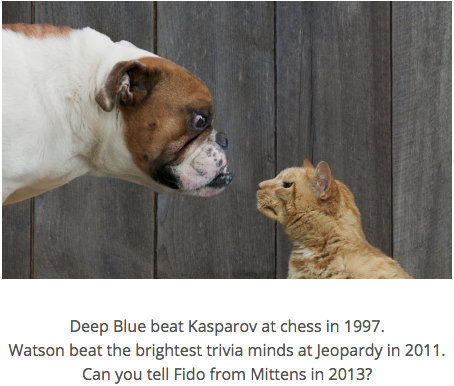 Deep Blue beat Kasparov at chess in 1997.
Watson beat the brightest trivia minds at Jeopardy in 2011.
Can you tell Fido from Mittens in 2013?